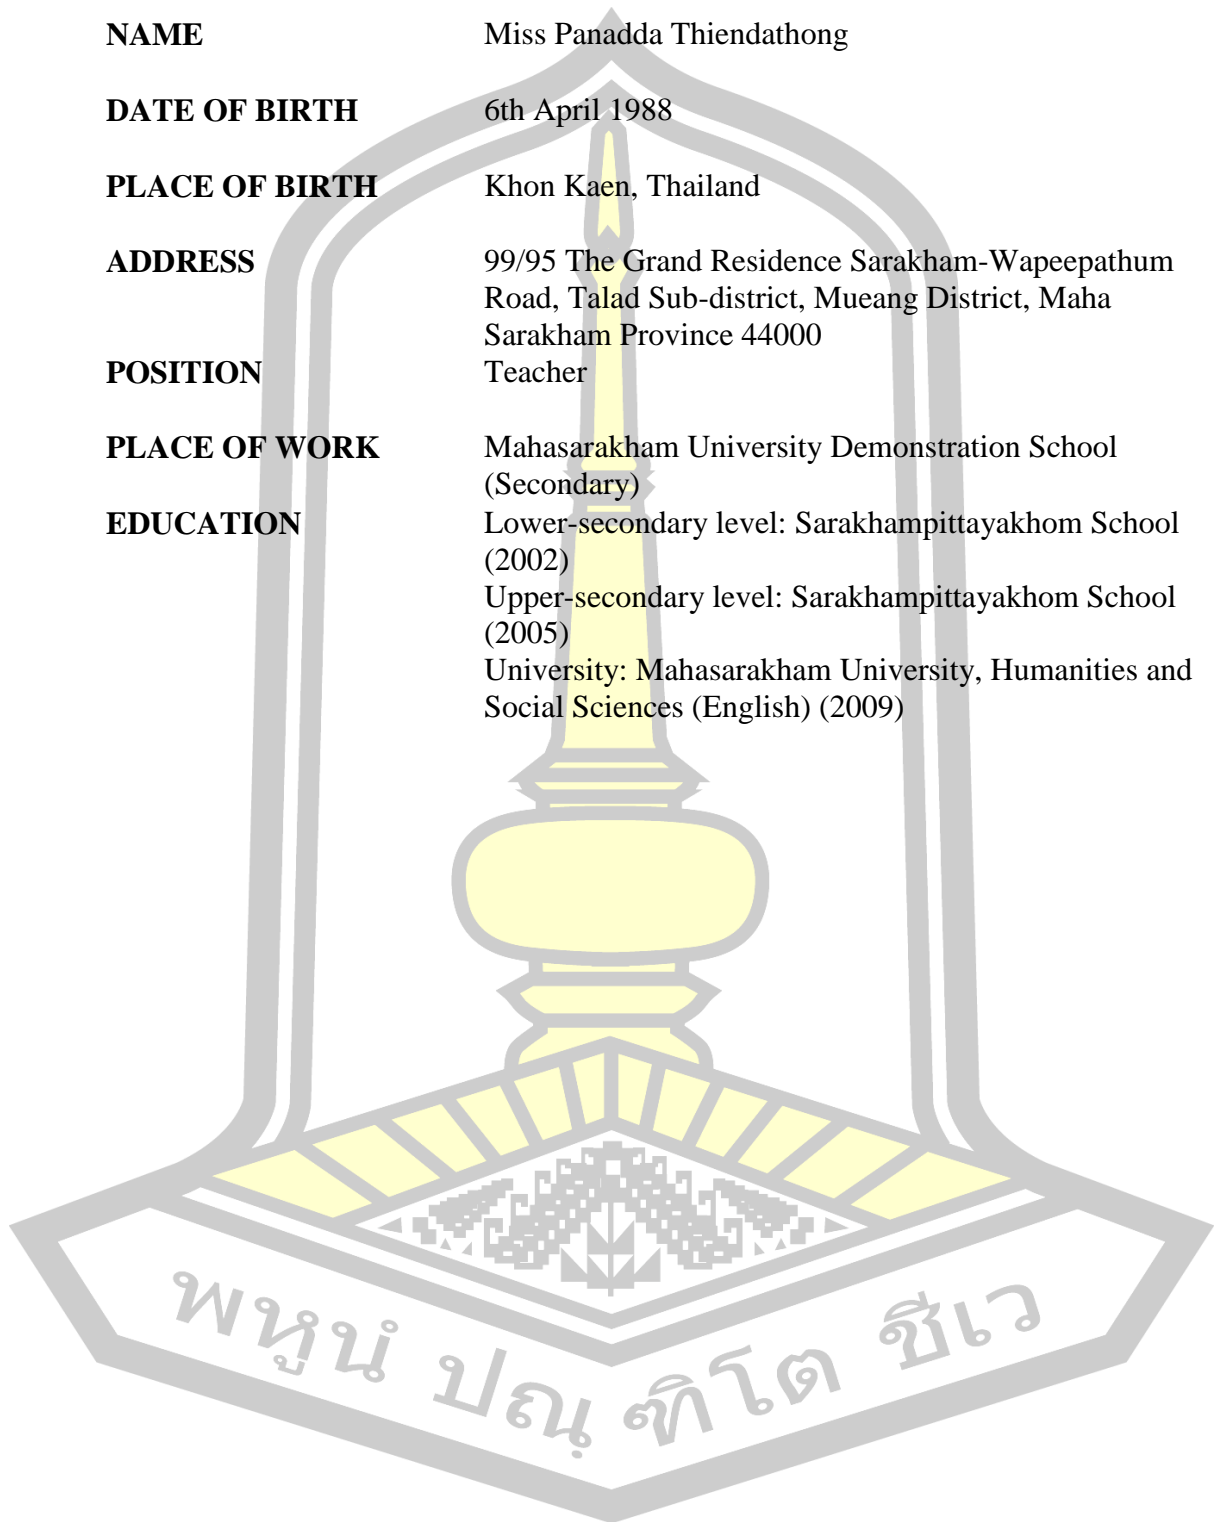 NAME Miss Panadda Thiendathong
DATE OF BIRTH 6th April 1988
PLACE OF BIRTH Khon Kaen, Thailand
ADDRESS 99/95 The Grand Residence Sarakham-Wapeepathum
Road, Talad Sub-district, Mueang District, Maha
Sarakham Province 44000
POSITION Teacher
PLACE OF WORK Mahasarakham University Demonstration School
(Secondary)
EDUCATION Lower-secondary level: Sarakhampittayakhom School
(2002)
Upper-secondary level: Sarakhampittayakhom School
(2005)
University: Mahasarakham University, Humanities and
Social Sciences (English) (2009)
พหูนํ ปณฺ ฑิโต ชีเว